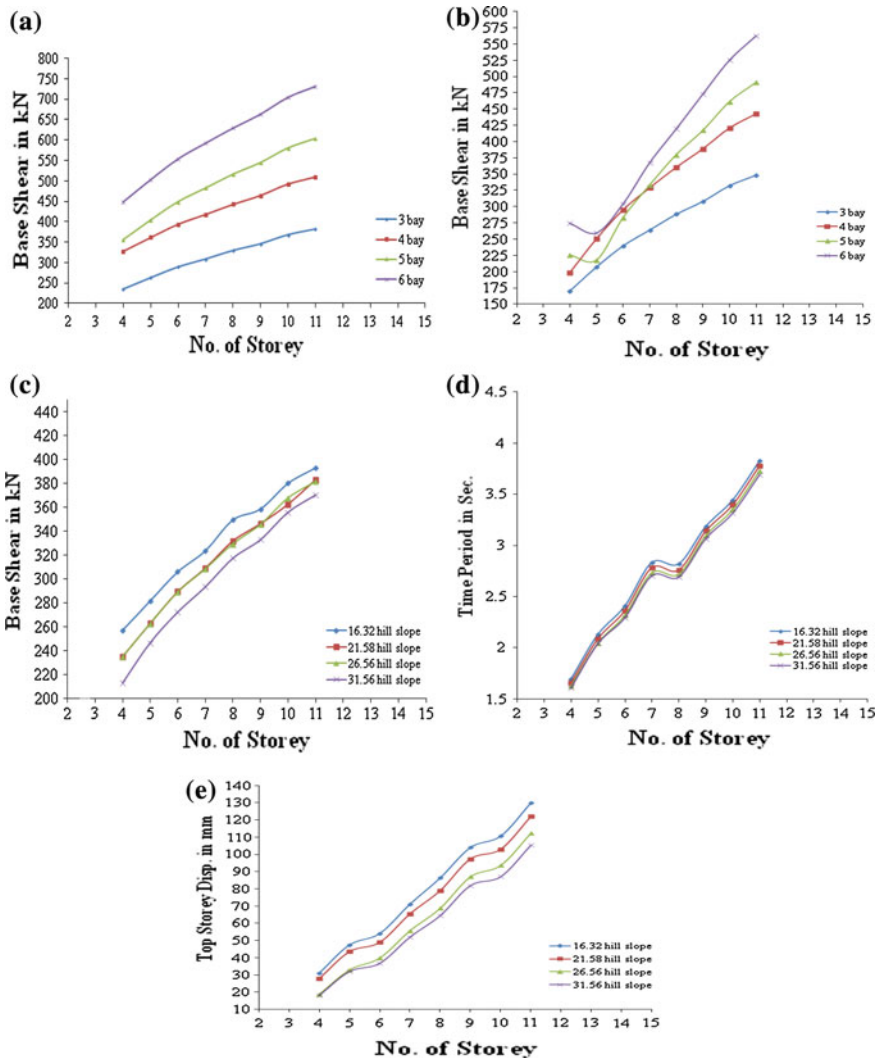 (a)
800
750
700
650
600
550
500
450
400
350
300
250
200
Base Shear in kN
3 bay
4 bay
5 bay
6 bay
2 3 4 5 6 7 8 9 10 11 12 13 14 15
No. of Storey
(b)
600
575
550
525
500
475
450
425
400
375
350
325
300
275
250
225
200
175
150
Base Shear in kN
3 bay
4 bay
5 bay
6 bay
2 3 4 5 6 7 8 9 10 11 12 13 14 15
No. of Storey
(c)
440
420
400
380
360
340
320
300
280
260
240
220
200
Base Shear in kN
16.32 hill slope
21.58 hill slope
26.56 hill slope
31.56 hill slope
2 3 4 5 6 7 8 9 10 11 12 13 14 15
No. of Storey
(d)
4.5
4
3.5
3
2.5
2
1.5
Time Period in Sec.
16.32 hill slope
21.58 hill slope
26.56 hill slope
31.56 hill slope
2 3 4 5 6 7 8 9 10 11 12 13 14 15
No. of Storey
(e)
140
130
120
110
100
90
80
70
60
50
40
30
20
10
Top Storey Disp. in mm
16.32 hill slope
21.58 hill slope
26.56 hill slope
31.56 hill slope
2 3 4 5 6 7 8 9 10 11 12 13 14 15
No. of Storey